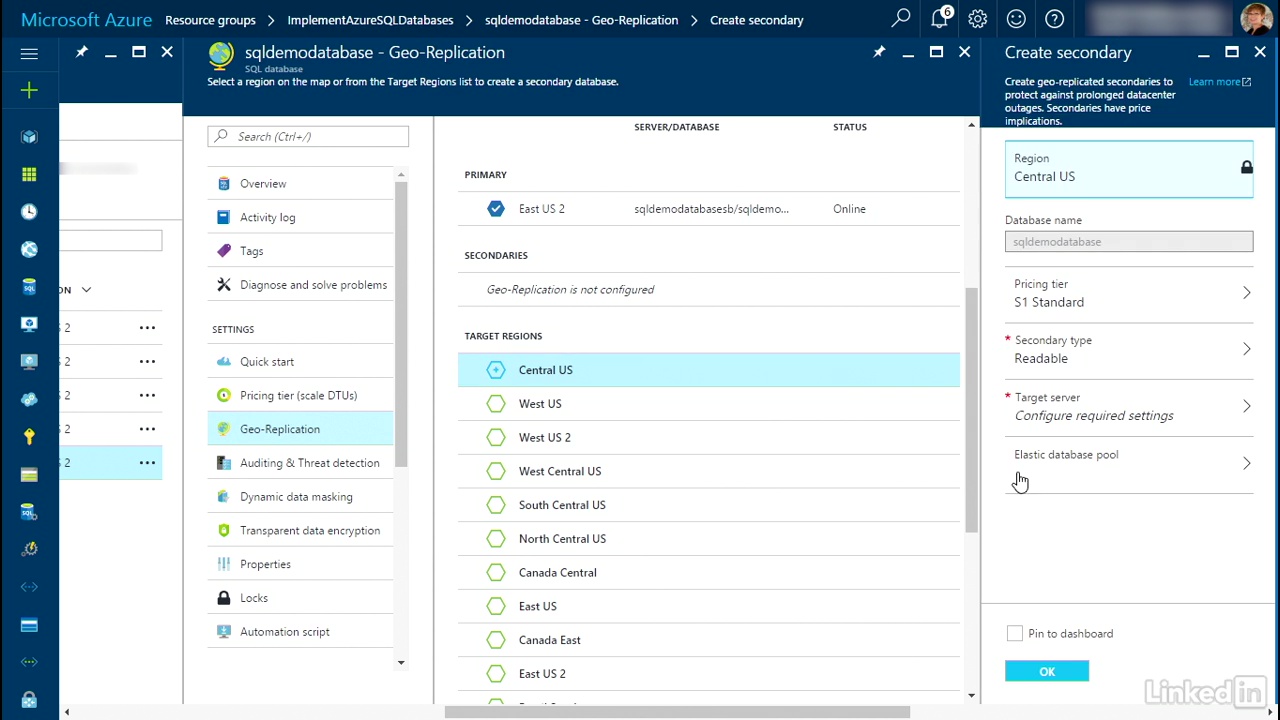 Microsoft Azure
Resource groups > ImplementAzureSQLDatabases > sqldemodatabase - Geo-Replication > Create secondary
6
sqldemodatabase - Geo-Replication
SQL database
Select a region on the map or from the Target Regions list to create a secondary database.
ON
2
2
2
2
2
Search (Ctrl+/)
Overview
Activity log
Tags
Diagnose and solve problems
SETTINGS
Quick start
Pricing tier (scale DTUs)
Geo-Replication
Auditing & Threat detection
Dynamic data masking
Transparent data encryption
Properties
Locks
Automation script
SERVER/DATABASE STATUS
PRIMARY
East US 2 sqldemodatabasesb/sqldemo... Online
SECONDARIES
Geo-Replication is not configured
TARGET REGIONS
Central US
West US
West US 2
West Central US
South Central US
North Central US
Canada Central
East US
Canada East
East US 2
Create secondary
Create geo-replicated secondaries to
protect against prolonged datacenter
outages. Secondaries have price
implications.
Learn more
Region
Central US
Database name
sqldemodatabase
Pricing tier
S1 Standard
* Secondary type
Readable
* Target server
Configure required settings
Elastic database pool
Pin to dashboard
OK
LinkedIn